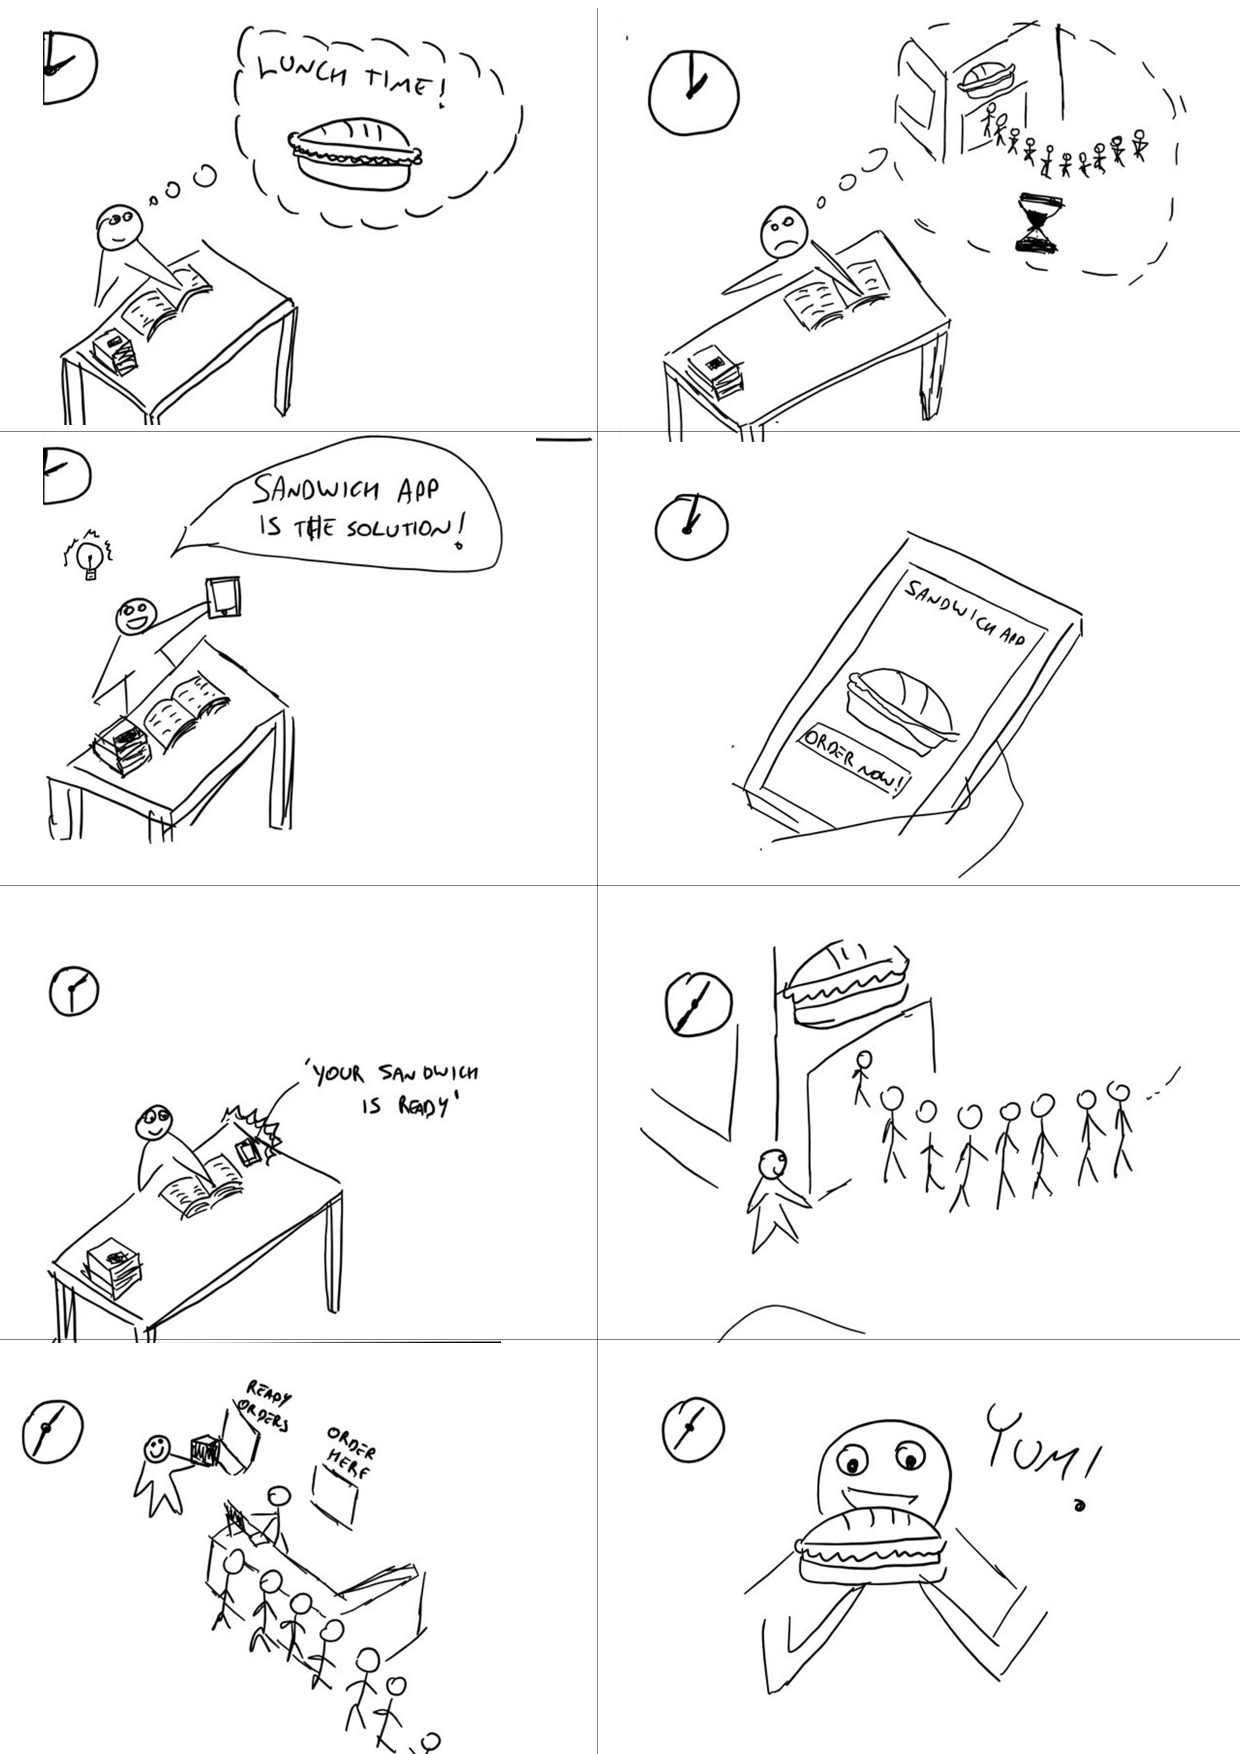 LUNCH TIME!
SANDWICH APP
IS THE SOLUTION!
SANDWICH APP
ORDER NOW!
'YOUR SANDWICH
IS READY'
READY
ORDERS
ORDER
HERE
YUM!